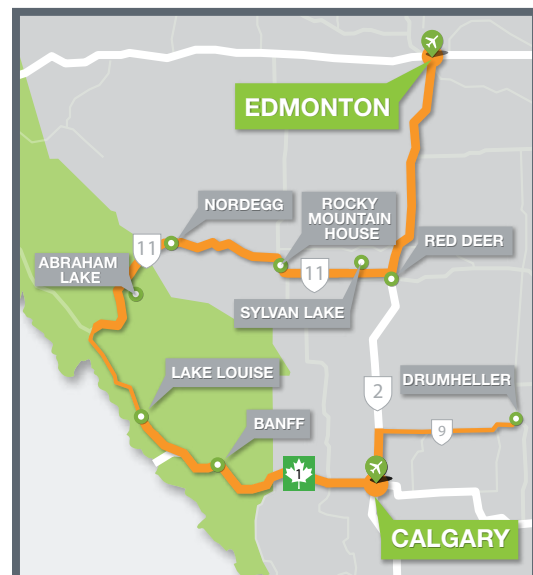 EDMONTON
NORDEGG
ROCKY
MOUNTAIN
HOUSE
RED DEER
11
ABRAHAM
LAKE
11
SYLVAN LAKE
LAKE LOUISE
DRUMHELLER
2
BANFF
9
1
CALGARY